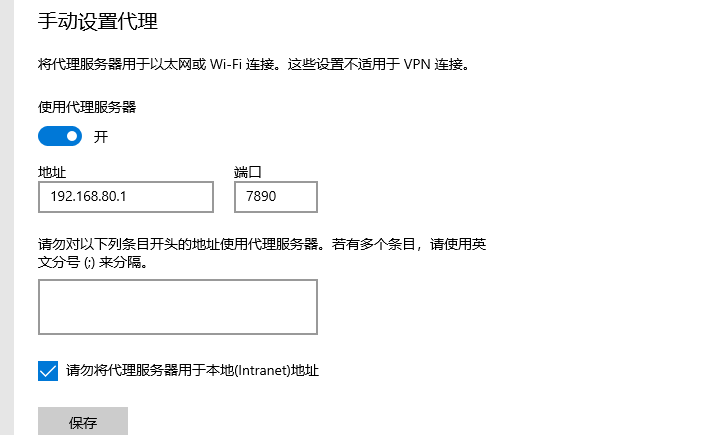 手动设置代理
将代理服务器用于以太网或 Wi-Fi 连接。这些设置不适用于 VPN 连接。
使用代理服务器
开
地址 端口
192.168.80.1 7890
请勿对以下列条目开头的地址使用代理服务器。若有多个条目，请使用英
文分号 (;) 来分隔。
请勿将代理服务器用于本地(Intranet)地址
保存